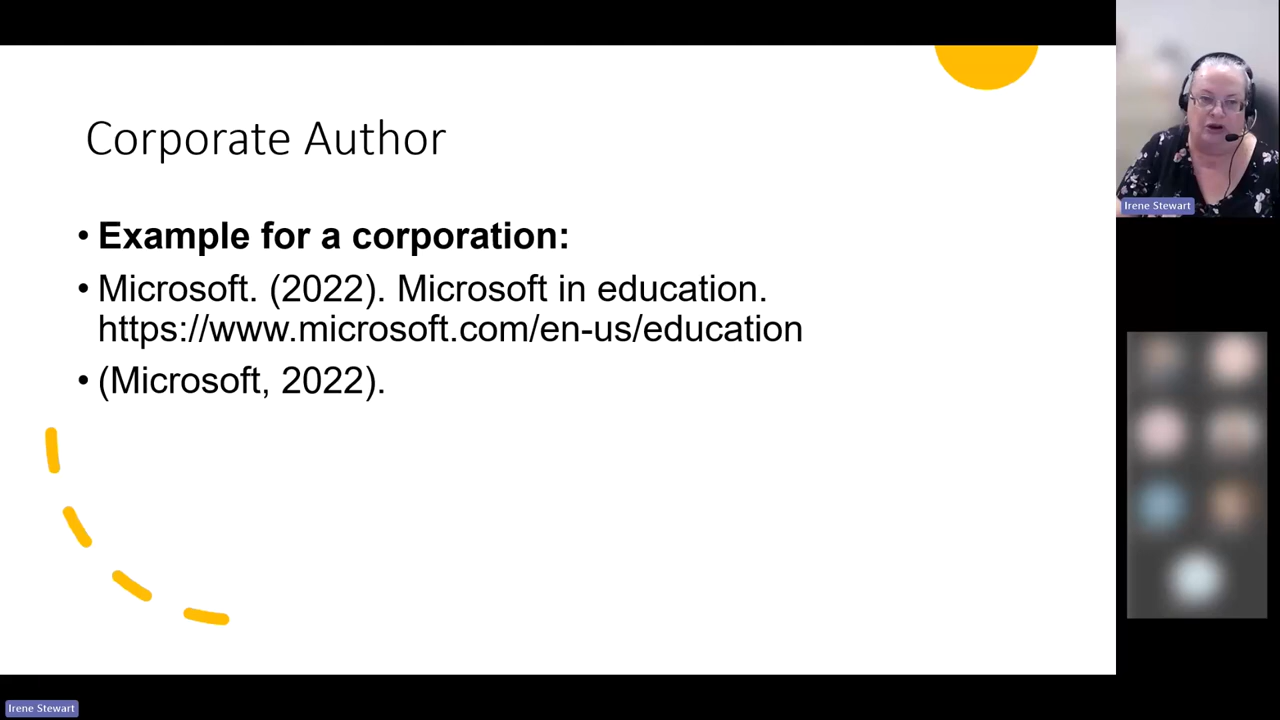 Corporate Author
• Example for a corporation:
• Microsoft. (2022). Microsoft in education.
https://www.microsoft.com/en-us/education
• (Microsoft, 2022).
Irene Stewart
Irene Stewart